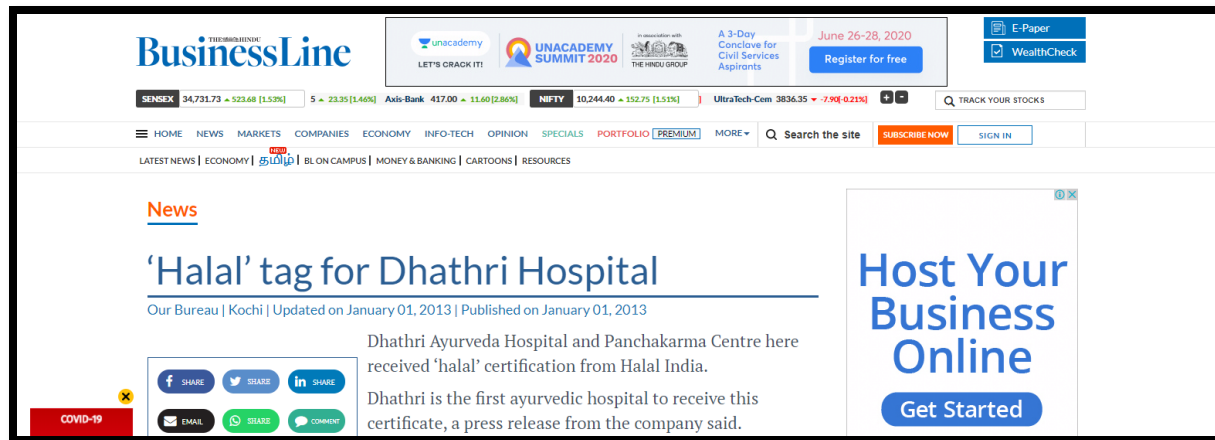 THE HINDU
BusinessLine
unacademy
LET'S CRACK IT!
UNACADEMY
SUMMIT 2020
in association with
THE HINDU GROUP
A 3-Day
Conclave for
Civil Services
Aspirants
June 26-28, 2020
Register for free
E-Paper
WealthCheck
SENSEX 34,731.73 ▲ 523.68 [1.53%] 5 ▲ 23.35 [1.46%] Axis-Bank 417.00 ▲ 11.60 [2.86%] NIFTY 10,244.40 ▲ 152.75 [1.51%] ] UltraTech-Cem 3836.35 ▼ -7.90[-0.21%] + - TRACK YOUR STOCKS
HOME NEWS MARKETS COMPANIES ECONOMY INFO-TECH OPINION SPECIALS PORTFOLIO PREMIUM MORE Search the site SUBSCRIBE NOW SIGN IN
NEW
LATEST NEWS | ECONOMY | தமிழ் | BL ON CAMPUS | MONEY & BANKING | CARTOONS | RESOURCES
News
‘Halal’ tag for Dhathri Hospital
Our Bureau | Kochi | Updated on January 01, 2013 | Published on January 01, 2013
SHARE SHARE in SHARE
EMAIL SHARE COMMENT
Dhathri Ayurveda Hospital and Panchakarma Centre here
received ‘halal’ certification from Halal India.
Dhathri is the first ayurvedic hospital to receive this
certificate, a press release from the company said.
COVID-19
Host Your
Business
Online
Get Started